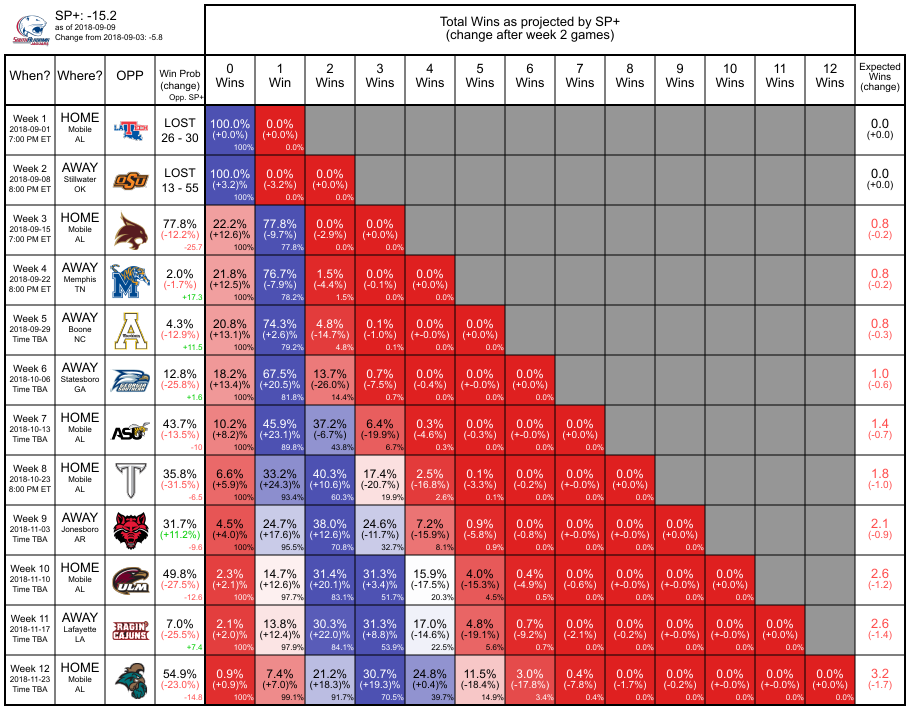 SP+: -15.2
as of 2018-09-09
Change from 2018-09-03: -5.8
Total Wins as projected by SP+
(change after week 2 games)
When? Where? OPP Win Prob (change) Opp. SP+ 0 Wins 1 Win 2 Wins 3 Wins 4 Wins 5 Wins 6 Wins 7 Wins 8 Wins 9 Wins 10 Wins 11 Wins 12 Wins Expected Wins (change)
Week 1 HOME LOST 100.0% 0.0% 0.0
2018-09-01 Mobile LA TECH 26 - 30 (+0.0%) (+0.0%) (+0.0)
7:00 PM ET AL 100% 0.0%
Week 2 AWAY LOST 100.0% 0.0% 0.0% 0.0
2018-09-08 Stillwater OSU 13 - 55 (+3.2)% (-3.2%) (+0.0%) (+0.0)
8:00 PM ET OK 100% 0.0% 0.0%
Week 3 HOME 77.8% 22.2% 77.8% 0.0% 0.0% 0.8
2018-09-15 Mobile (-12.2%) (+12.6)% (-9.7%) (-2.9%) (+0.0%) (-0.2)
7:00 PM ET AL -25.7 100% 77.8% 0.0% 0.0%
Week 4 AWAY 2.0% 21.8% 76.7% 1.5% 0.0% 0.0% 0.8
2018-09-22 Memphis M (-1.7%) (+12.5)% (-7.9%) (-4.4%) (-0.1%) (+0.0%) (-0.2)
8:00 PM ET TN +17.3 100% 78.2% 1.5% 0.0% 0.0%
Week 5 AWAY 4.3% 20.8% 74.3% 4.8% 0.1% 0.0% 0.0% 0.8
2018-09-29 Boone A (-12.9%) (+13.1)% (+2.6)% (-14.7%) (-1.0%) (+-0.0%) (+0.0%) (-0.3)
Time TBA NC +11.5 100% 79.2% 4.8% 0.1% 0.0% 0.0%
Week 6 AWAY 12.8% 18.2% 67.5% 13.7% 0.7% 0.0% 0.0% 0.0% 1.0
2018-10-06 Statesboro (-25.8%) (+13.4)% (+20.5)% (-26.0%) (-7.5%) (-0.4%) (+-0.0%) (+0.0%) (-0.6)
Time TBA GA +1.6 100% 81.8% 14.4% 0.7% 0.0% 0.0% 0.0%
Week 7 HOME 43.7% 10.2% 45.9% 37.2% 6.4% 0.3% 0.0% 0.0% 0.0% 1.4
2018-10-13 Mobile ASU (-13.5%) (+8.2)% (+23.1)% (-6.7%) (-19.9%) (-4.6%) (-0.3%) (+-0.0%) (+0.0%) (-0.7)
Time TBA AL -10 100% 89.8% 43.8% 6.7% 0.3% 0.0% 0.0% 0.0%
Week 8 HOME 35.8% 6.6% 33.2% 40.3% 17.4% 2.5% 0.1% 0.0% 0.0% 0.0% 1.8
2018-10-23 Mobile T (-31.5%) (+5.9)% (+24.3)% (+10.6)% (-20.7%) (-16.8%) (-3.3%) (-0.2%) (+-0.0%) (+0.0%) (-1.0)
8:00 PM ET AL -6.5 100% 93.4% 60.3% 19.9% 2.6% 0.1% 0.0% 0.0% 0.0%
Week 9 AWAY 31.7% 4.5% 24.7% 38.0% 24.6% 7.2% 0.9% 0.0% 0.0% 0.0% 0.0% 2.1
2018-11-03 Jonesboro (+11.2%) (+4.0)% (+17.6)% (+12.6)% (-11.7%) (-15.9%) (-5.8%) (-0.8%) (+-0.0%) (+-0.0%) (+0.0%) (-0.9)
Time TBA AR -9.6 100% 95.5% 70.8% 32.7% 8.1% 0.9% 0.0% 0.0% 0.0% 0.0%
Week 10 HOME 49.8% 2.3% 14.7% 31.4% 31.3% 15.9% 4.0% 0.4% 0.0% 0.0% 0.0% 0.0% 2.6
2018-11-10 Mobile ULM (-27.5%) (+2.1)% (+12.6)% (+20.1)% (+3.4)% (-17.5%) (-15.3%) (-4.9%) (-0.6%) (+-0.0%) (+-0.0%) (+0.0%) (-1.2)
Time TBA AL -12.6 100% 97.7% 83.1% 51.7% 20.3% 4.5% 0.5% 0.0% 0.0% 0.0% 0.0%
Week 11 AWAY 7.0% 2.1% 13.8% 30.3% 31.3% 17.0% 4.8% 0.7% 0.0% 0.0% 0.0% 0.0% 0.0% 2.6
2018-11-17 Lafayette RAGIN CAJUNS (-25.5%) (+2.0)% (+12.4)% (+22.0)% (+8.8)% (-14.6%) (-19.1%) (-9.2%) (-2.1%) (-0.2%) (+-0.0%) (+-0.0%) (+0.0%) (-1.4)
Time TBA LA +7.4 100% 97.9% 84.1% 53.9% 22.5% 5.6% 0.7% 0.0% 0.0% 0.0% 0.0% 0.0%
Week 12 HOME 54.9% 0.9% 7.4% 21.2% 30.7% 24.8% 11.5% 3.0% 0.4% 0.0% 0.0% 0.0% 0.0% 0.0% 3.2
2018-11-23 Mobile (-23.0%) (+0.9)% (+7.0)% (+18.3)% (+19.3)% (+0.4)% (-18.4%) (-17.8%) (-7.8%) (-1.7%) (-0.2%) (+-0.0%) (+-0.0%) (+0.0%) (-1.7)
Time TBA AL -14.8 100% 99.1% 91.7% 70.5% 39.7% 14.9% 3.4% 0.4% 0.0% 0.0% 0.0% 0.0% 0.0%